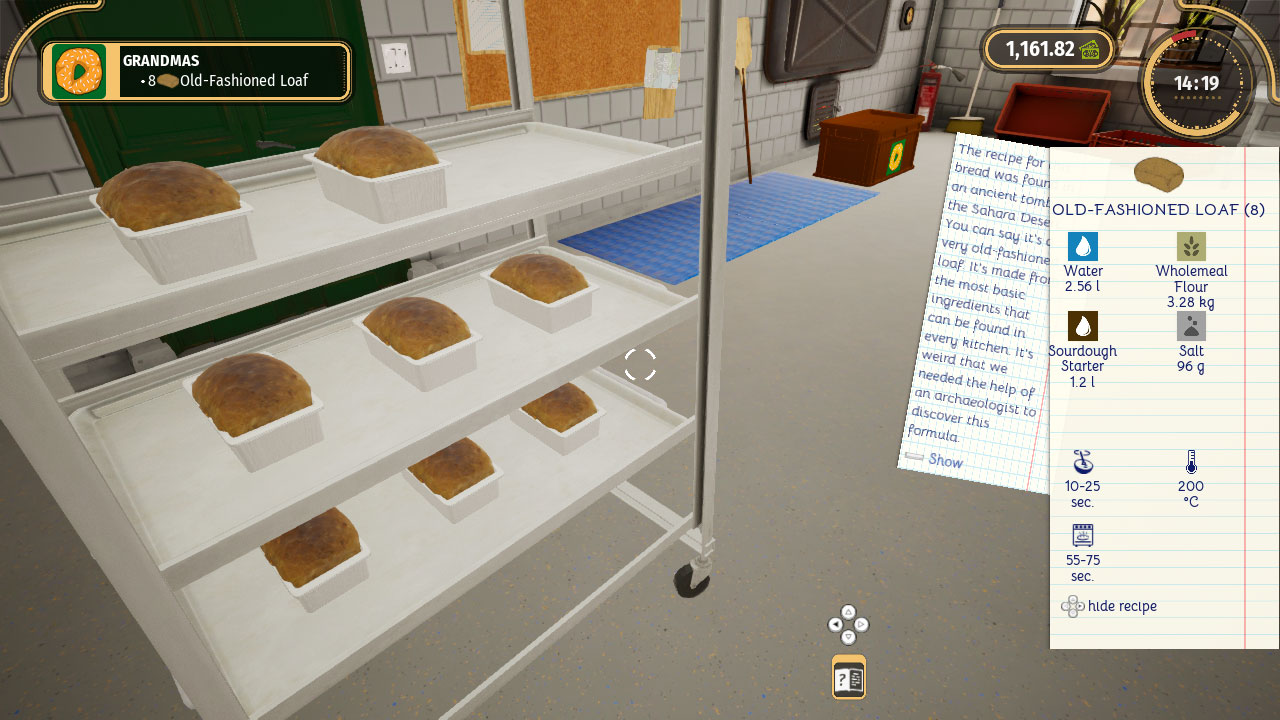 GRANDMAS
• 8 Old-Fashioned Loaf
1,161.82
14:19
The recipe for
bread was foun
an ancient tomb
the Sahara Dese
You can say it's a
very old-fashione
loaf. It's made fro
the most basic
ingredients that
can be found in
every kitchen. It's
weird that we
needed the help of
an archaeologist to
discover this
formula.
Show
OLD-FASHIONED LOAF (8)
Water
2.56 l
Wholemeal
Flour
3.28 kg
Sourdough
Starter
1.2 l
Salt
96 g
10-25
sec.
200
°C
55-75
sec.
hide recipe
?